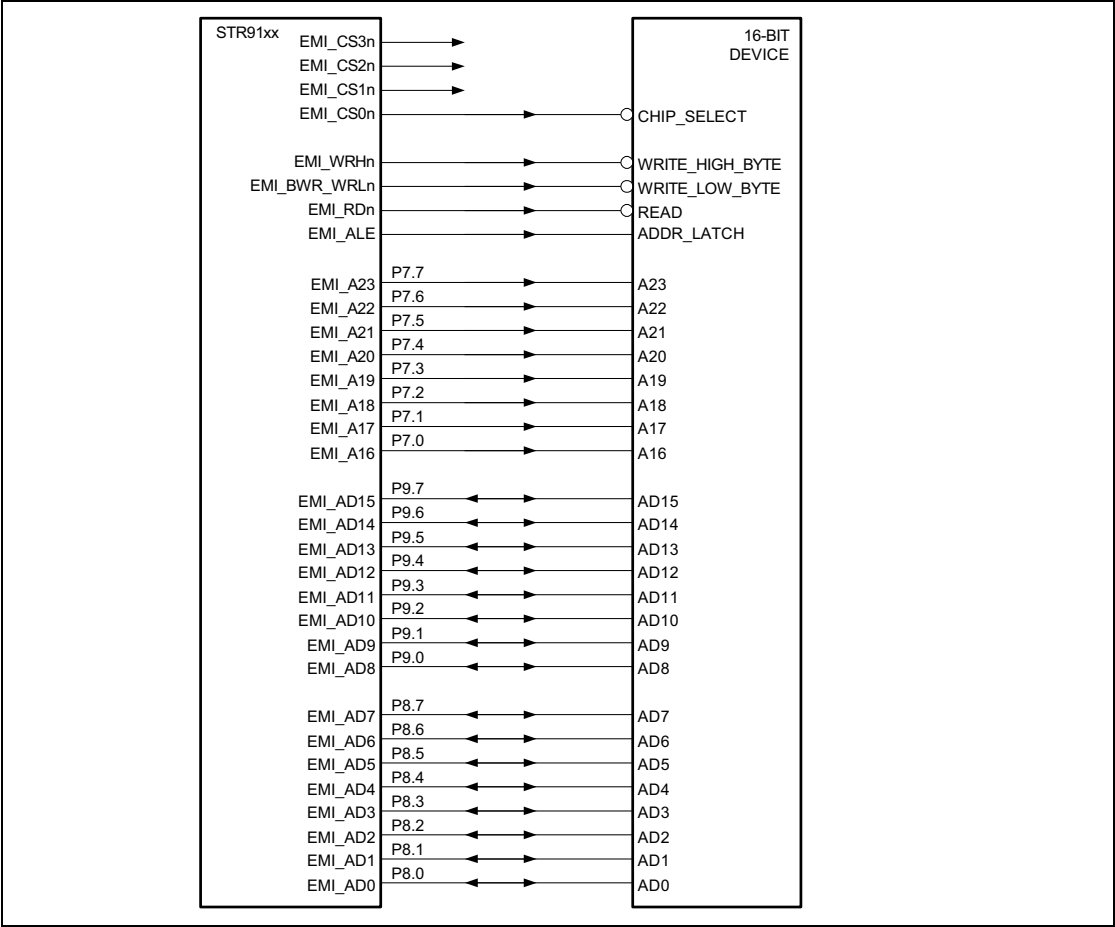 STR91xx
16-BIT
DEVICE
EMI_CS3n
EMI_CS2n
EMI_CS1n
EMI_CS0n CHIP_SELECT
EMI_WRHn WRITE_HIGH_BYTE
EMI_BWR_WRLn WRITE_LOW_BYTE
EMI_RDn READ
EMI_ALE ADDR_LATCH
EMI_A23 P7.7 A23
EMI_A22 P7.6 A22
EMI_A21 P7.5 A21
EMI_A20 P7.4 A20
EMI_A19 P7.3 A19
EMI_A18 P7.2 A18
EMI_A17 P7.1 A17
EMI_A16 P7.0 A16
EMI_AD15 P9.7 AD15
EMI_AD14 P9.6 AD14
EMI_AD13 P9.5 AD13
EMI_AD12 P9.4 AD12
EMI_AD11 P9.3 AD11
EMI_AD10 P9.2 AD10
EMI_AD9 P9.1 AD9
EMI_AD8 P9.0 AD8
EMI_AD7 P8.7 AD7
EMI_AD6 P8.6 AD6
EMI_AD5 P8.5 AD5
EMI_AD4 P8.4 AD4
EMI_AD3 P8.3 AD3
EMI_AD2 P8.2 AD2
EMI_AD1 P8.1 AD1
EMI_AD0 P8.0 AD0